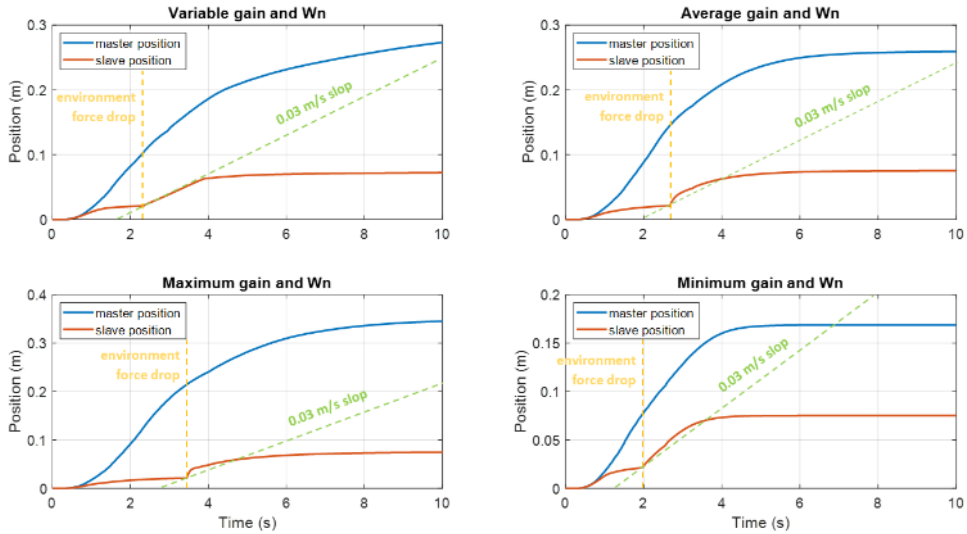 Variable gain and Wn
0.3
0.2
0.1
0
Position (m)
master position
slave position
environment
force drop
0.03 m/s slop
0 2 4 6 8 10
Average gain and Wn
0.3
0.2
0.1
0
Position (m)
master position
slave position
environment
force drop
0.03 m/s slop
0 2 4 6 8 10
Maximum gain and Wn
0.4
0.3
0.2
0.1
0
Position (m)
master position
slave position
environment
force drop
0.03 m/s slop
0 2 4 6 8 10
Time (s)
Minimum gain and Wn
0.2
0.15
0.1
0.05
0
Position (m)
master position
slave position
environment
force drop
0.03 m/s slop
0 2 4 6 8 10
Time (s)